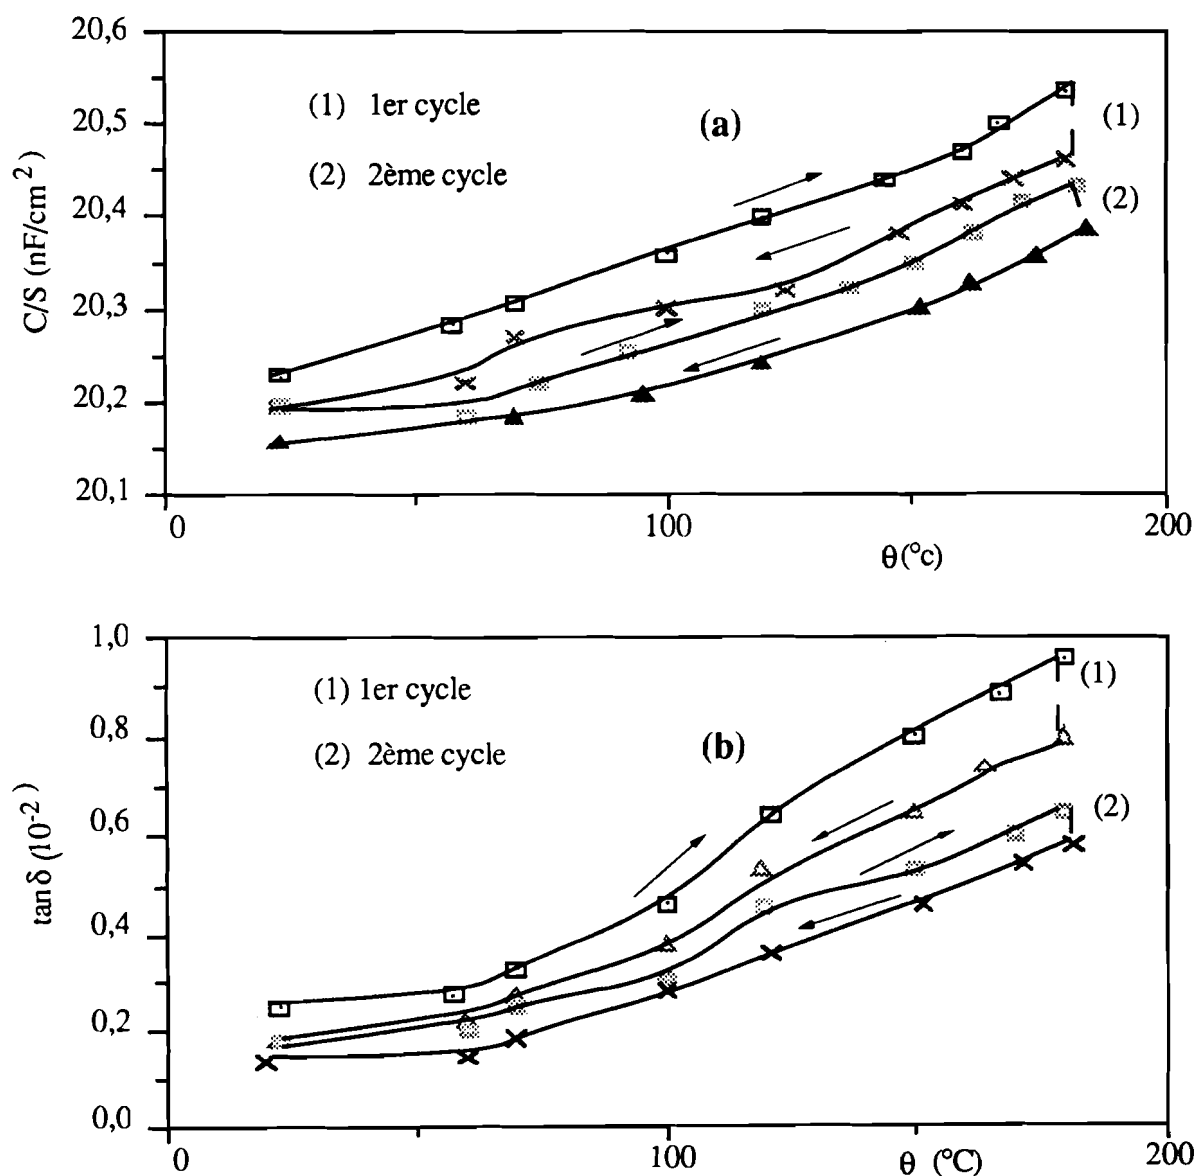 20,6
(1) 1er cycle
(a)
(1)
20,5
(2) 2ème cycle
(2)
20,4
C/S (nF/cm²)
20,3
20,2
20,1
0 100 200
θ (°c)
1,0
(1) 1er cycle
(1)
0,8
(2) 2ème cycle
(b)
(2)
0,6
tan δ (10⁻²)
0,4
0,2
0,0
0 100 θ (°C) 200